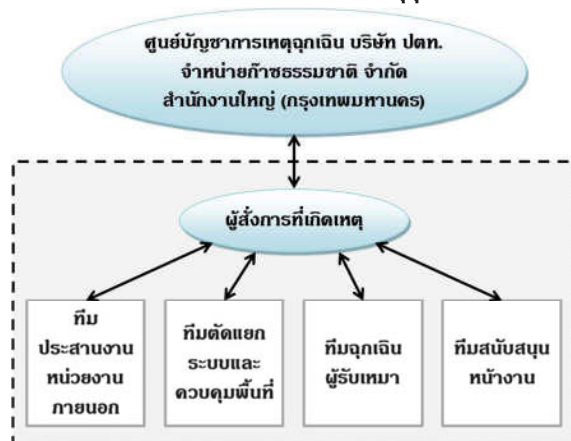 ศูนย์บัญชาการเหตุฉุกเฉิน บริษัท ปตท.
จำหน่ายก๊าซธรรมชาติ จำกัด
สำนักงานใหญ่ (กรุงเทพมหานคร)
ผู้สั่งการที่เกิดเหตุ
ทีม
ประสานงาน
หน่วยงาน
ภายนอก
ทีมตัดแยก
ระบบและ
ควบคุมพื้นที่
ทีมฉุกเฉิน
ผู้รับเหมา
ทีมสนับสนุน
หน้างาน